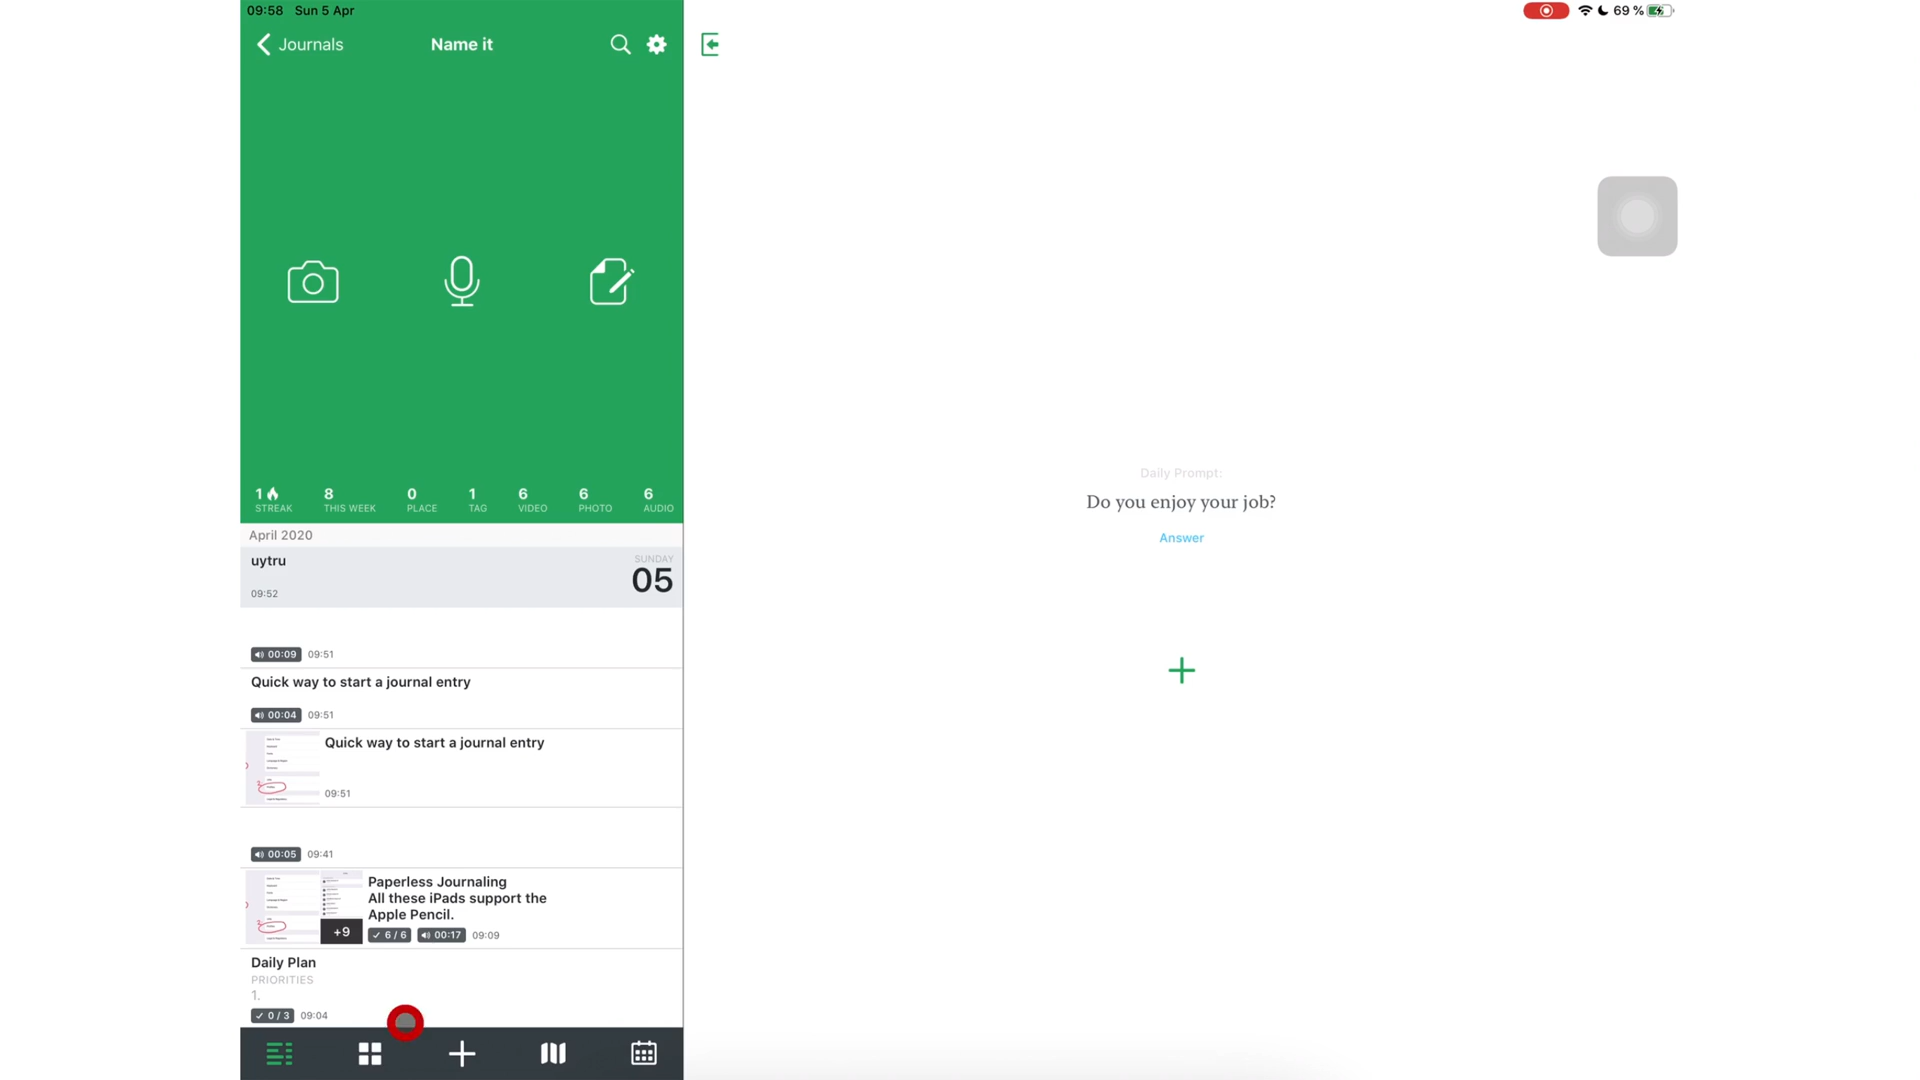 09:58 Sun 5 Apr
69 %
Journals
Name it
1
8
0
1
6
6
6
STREAK
THIS WEEK
PLACE
TAG
VIDEO
PHOTO
AUDIO
April 2020
uytru
SUNDAY
05
09:52
00:09 09:51
Quick way to start a journal entry
00:04 09:51
Quick way to start a journal entry
09:51
00:05 09:41
Paperless Journaling
All these iPads support the
Apple Pencil.
+9
6 / 6 00:17 09:09
Daily Plan
PRIORITIES
1.
0 / 3 09:04
Daily Prompt:
Do you enjoy your job?
Answer